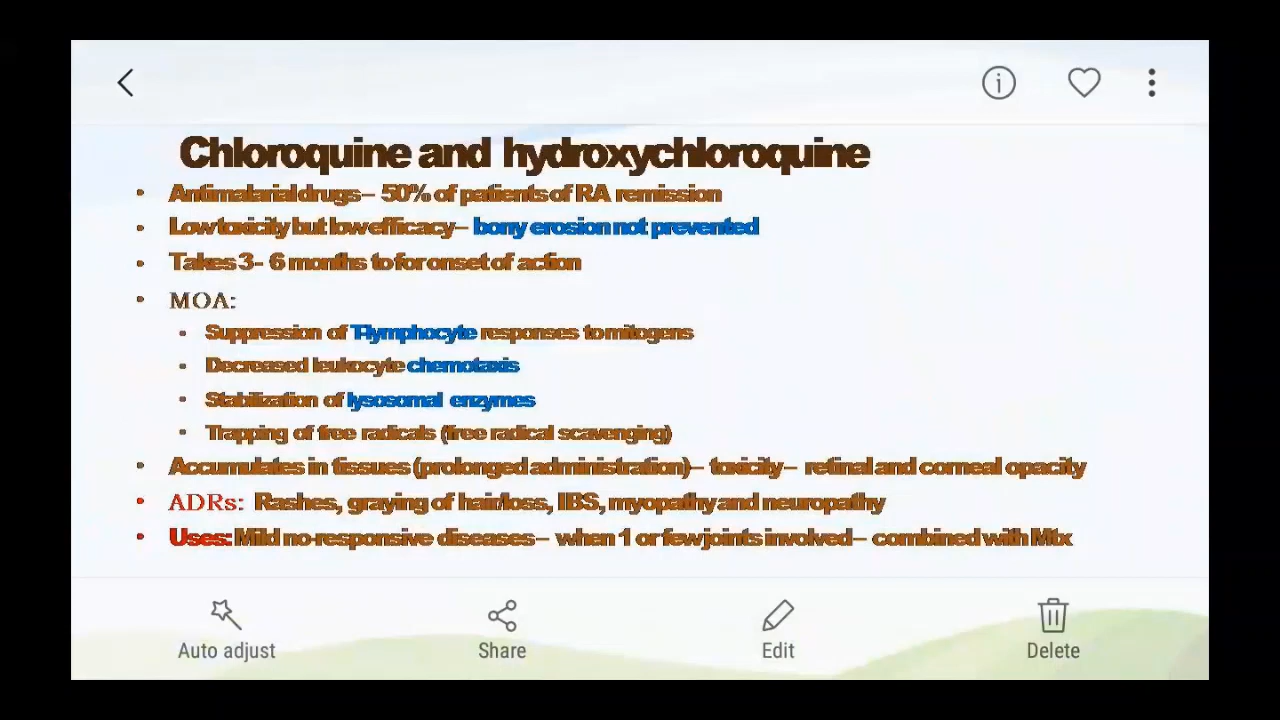 Chloroquine and hydroxychloroquine
• Antimalarial drugs – 50% of patients of RA remission
• Low toxicity but low efficacy – bony erosion not prevented
• Takes 3- 6 months to for onset of action
• MOA:
• Suppression of T-lymphocyte responses to mitogens
• Decreased leukocyte chemotaxis
• Stabilization of lysosomal enzymes
• Trapping of free radicals (free radical scavenging)
• Accumulates in tissues (prolonged administration) – toxicity – retinal and corneal opacity
• ADRs: Rashes, graying of hair/loss, IBS, myopathy and neuropathy
• Uses: Mild no-responsive diseases – when 1 or few joints involved – combined with Mtx
Auto adjust Share Edit Delete